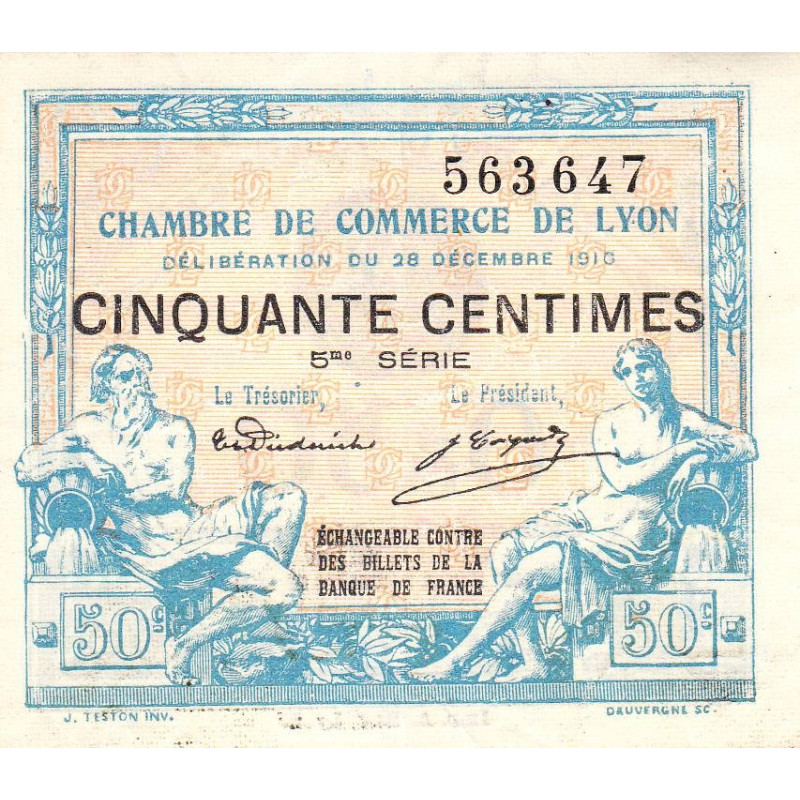 563647
CHAMBRE DE COMMERCE DE LYON
DÉLIBÉRATION DU 28 DÉCEMBRE 1916
CINQUANTE CENTIMES
5me SÉRIE
Le Trésorier, Le Président,
ÉCHANGEABLE CONTRE
DES BILLETS DE LA
BANQUE DE FRANCE
50c 50c
J. TESTON INV. DAUVERGNE SC.